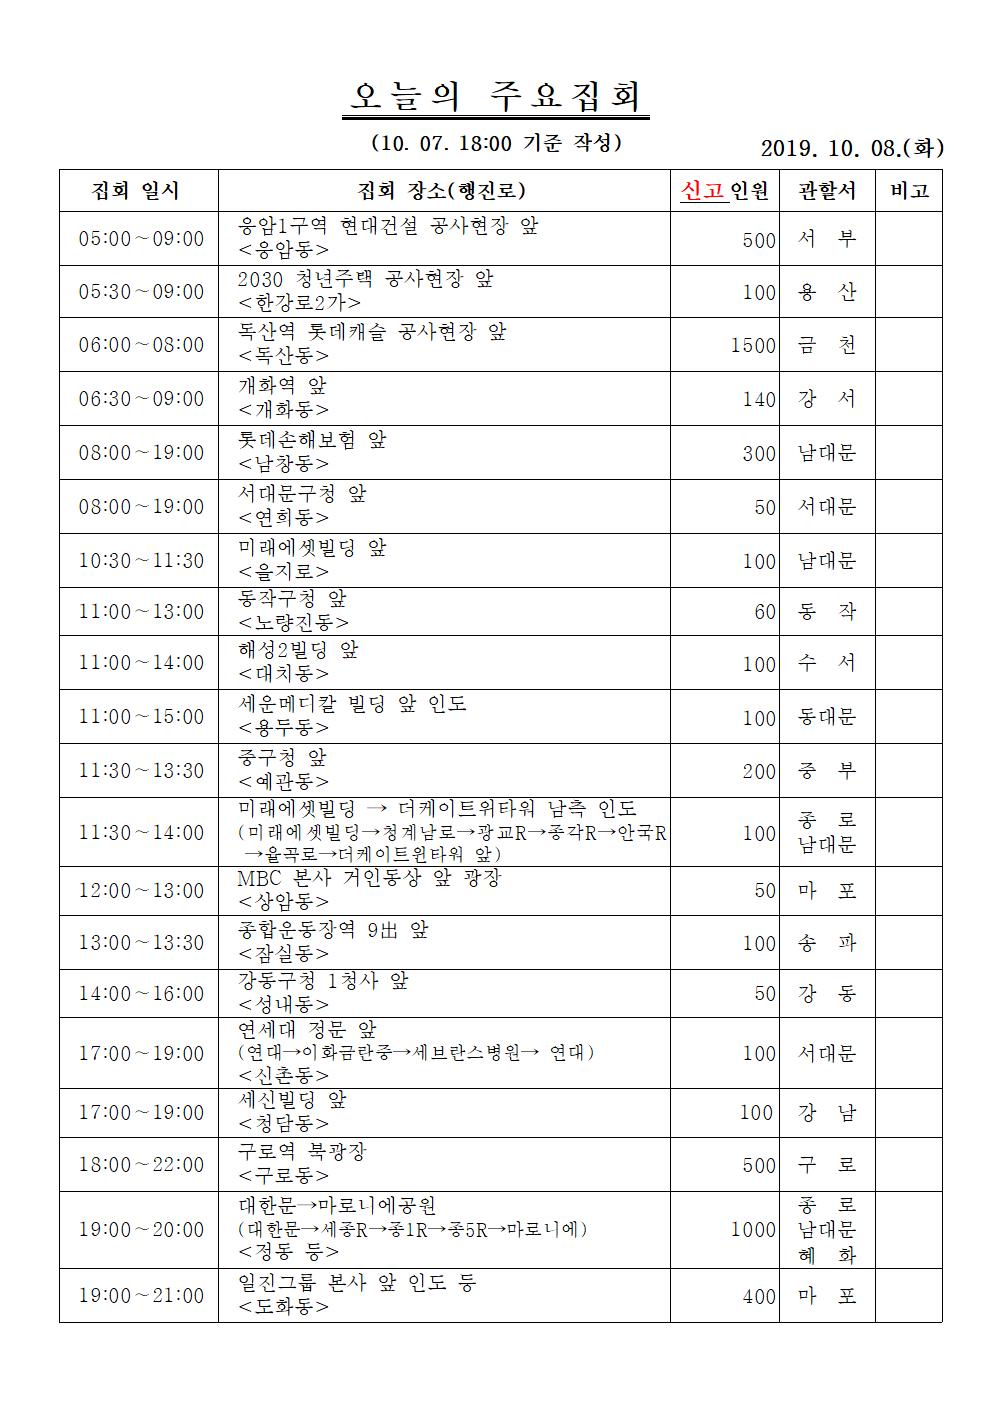 오늘의 주요집회
(10. 07. 18:00 기준 작성)
2019. 10. 08.(화)
집회 일시 집회 장소(행진로) 신고인원 관할서 비고
05:00~09:00 응암1구역 현대건설 공사현장 앞
<응암동> 500 서 부
05:30~09:00 2030 청년주택 공사현장 앞
<한강로2가> 100 용 산
06:00~08:00 독산역 롯데캐슬 공사현장 앞
<독산동> 1500 금 천
06:30~09:00 개화역 앞
<개화동> 140 강 서
08:00~19:00 롯데손해보험 앞
<남창동> 300 남대문
08:00~19:00 서대문구청 앞
<연희동> 50 서대문
10:30~11:30 미래에셋빌딩 앞
<을지로> 100 남대문
11:00~13:00 동작구청 앞
<노량진동> 60 동 작
11:00~14:00 해성2빌딩 앞
<대치동> 100 수 서
11:00~15:00 세운메디칼 빌딩 앞 인도
<용두동> 100 동대문
11:30~13:30 중구청 앞
<예관동> 200 중 부
11:30~14:00 미래에셋빌딩 → 더케이트위타워 남측 인도
(미래에셋빌딩→청계남로→광교R→종각R→안국R
→율곡로→더케이트윈타워 앞) 100 종 로
남대문
12:00~13:00 MBC 본사 거인동상 앞 광장
<상암동> 50 마 포
13:00~13:30 종합운동장역 9出 앞
<잠실동> 100 송 파
14:00~16:00 강동구청 1청사 앞
<성내동> 50 강 동
17:00~19:00 연세대 정문 앞
(연대→이화금란중→세브란스병원→ 연대)
<신촌동> 100 서대문
17:00~19:00 세신빌딩 앞
<청담동> 100 강 남
18:00~22:00 구로역 북광장
<구로동> 500 구 로
19:00~20:00 대한문→마로니에공원
(대한문→세종R→종1R→종5R→마로니에)
<정동 등> 1000 종 로
남대문
혜 화
19:00~21:00 일진그룹 본사 앞 인도 등
<도화동> 400 마 포